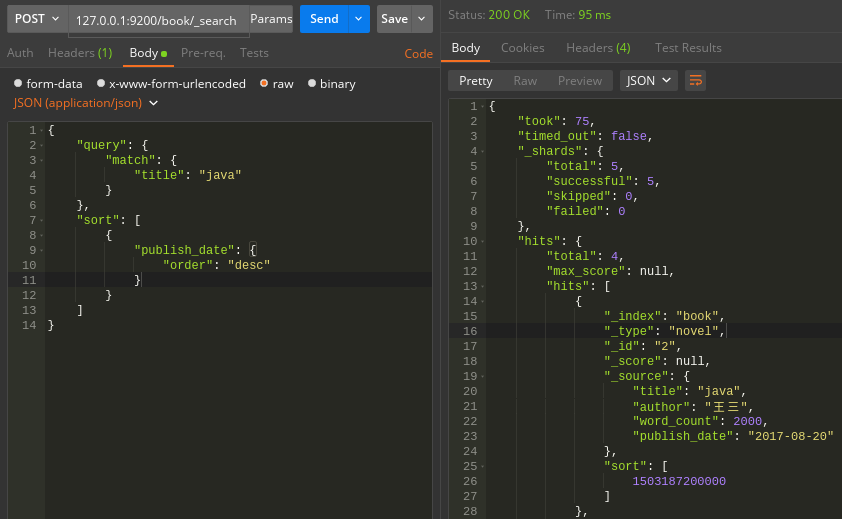 POST 127.0.0.1:9200/book/_search Params Send Save
Auth Headers (1) Body Pre-req. Tests Code
form-data x-www-form-urlencoded raw binary
JSON (application/json)
1 {
2 "query": {
3 "match": {
4 "title": "java"
5 }
6 },
7 "sort": [
8 {
9 "publish_date": {
10 "order": "desc"
11 }
12 }
13 ]
14 }
Status: 200 OK Time: 95 ms
Body Cookies Headers (4) Test Results
Pretty Raw Preview JSON
1 {
2 "took": 75,
3 "timed_out": false,
4 "_shards": {
5 "total": 5,
6 "successful": 5,
7 "skipped": 0,
8 "failed": 0
9 },
10 "hits": {
11 "total": 4,
12 "max_score": null,
13 "hits": [
14 {
15 "_index": "book",
16 "_type": "novel",
17 "_id": "2",
18 "_score": null,
19 "_source": {
20 "title": "java",
21 "author": "王三",
22 "word_count": 2000,
23 "publish_date": "2017-08-20"
24 },
25 "sort": [
26 1503187200000
27 ]
28 },